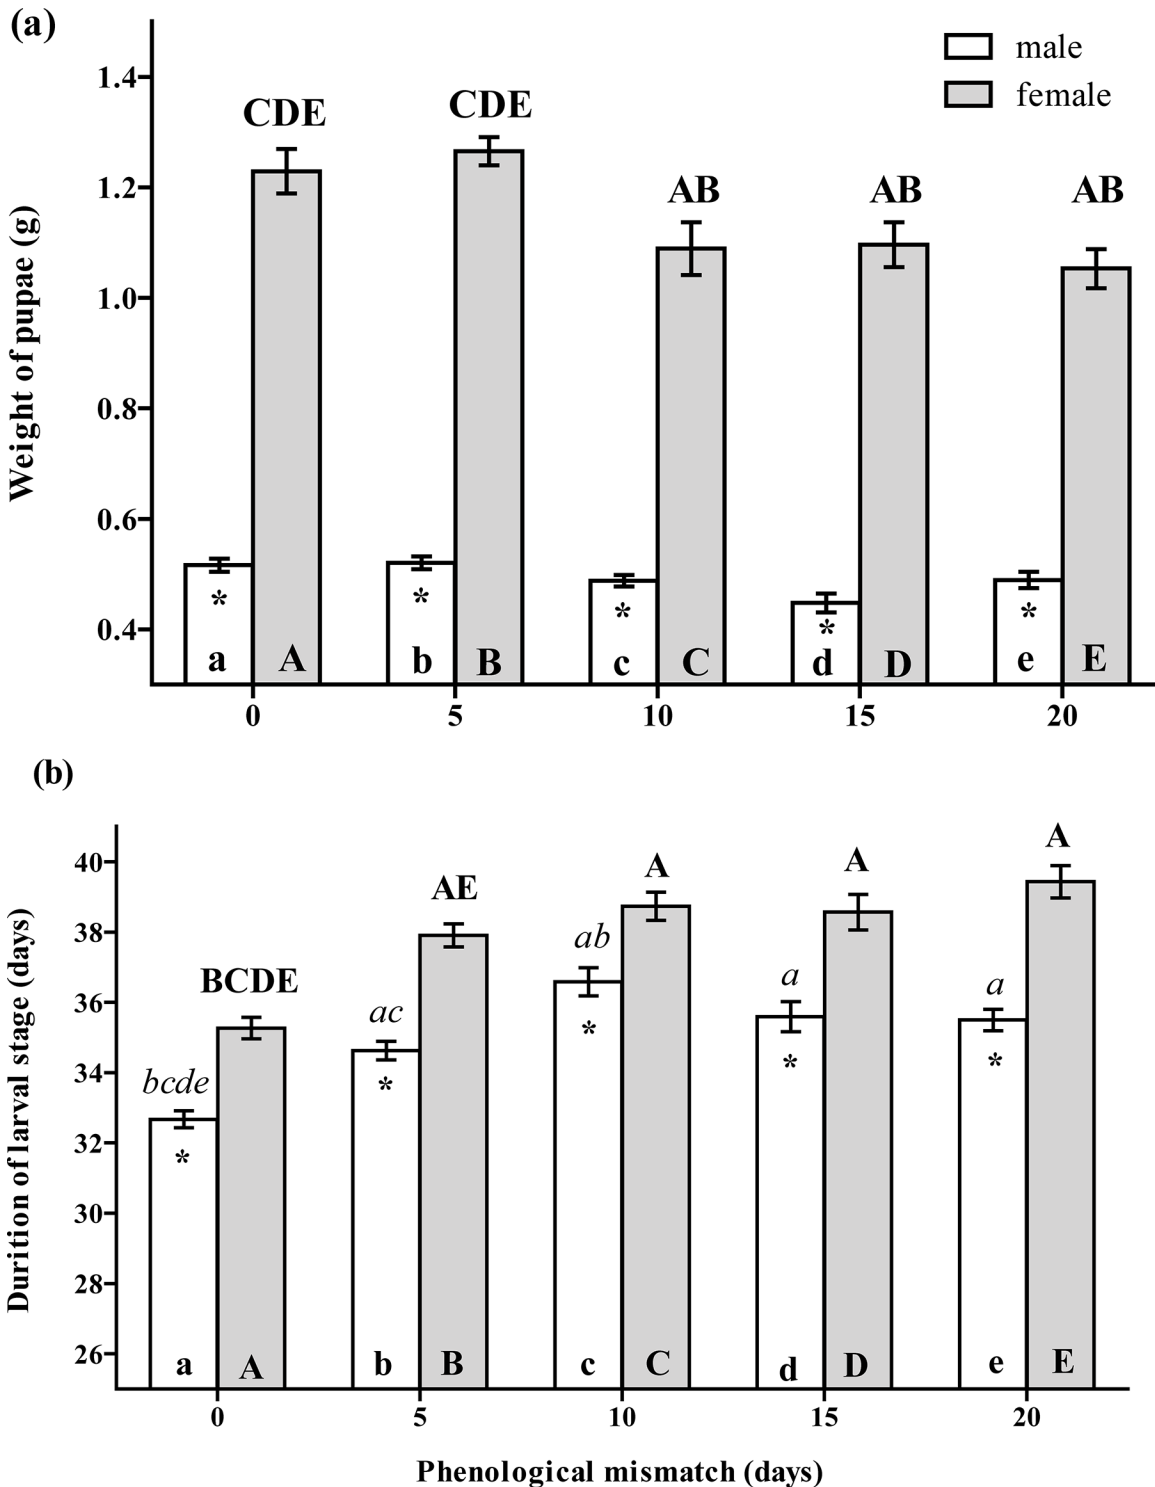 (a)
male
female
1.4
1.2
1.0
0.8
0.6
0.4
Weight of pupae (g)
CDE CDE AB AB AB
* * * * *
a A b B c C d D e E
0 5 10 15 20
(b)
40
38
36
34
32
30
28
26
Durition of larval stage (days)
bcde BCDE ac AE ab A a A a A
* * * * *
a A b B c C d D e E
0 5 10 15 20
Phenological mismatch (days)